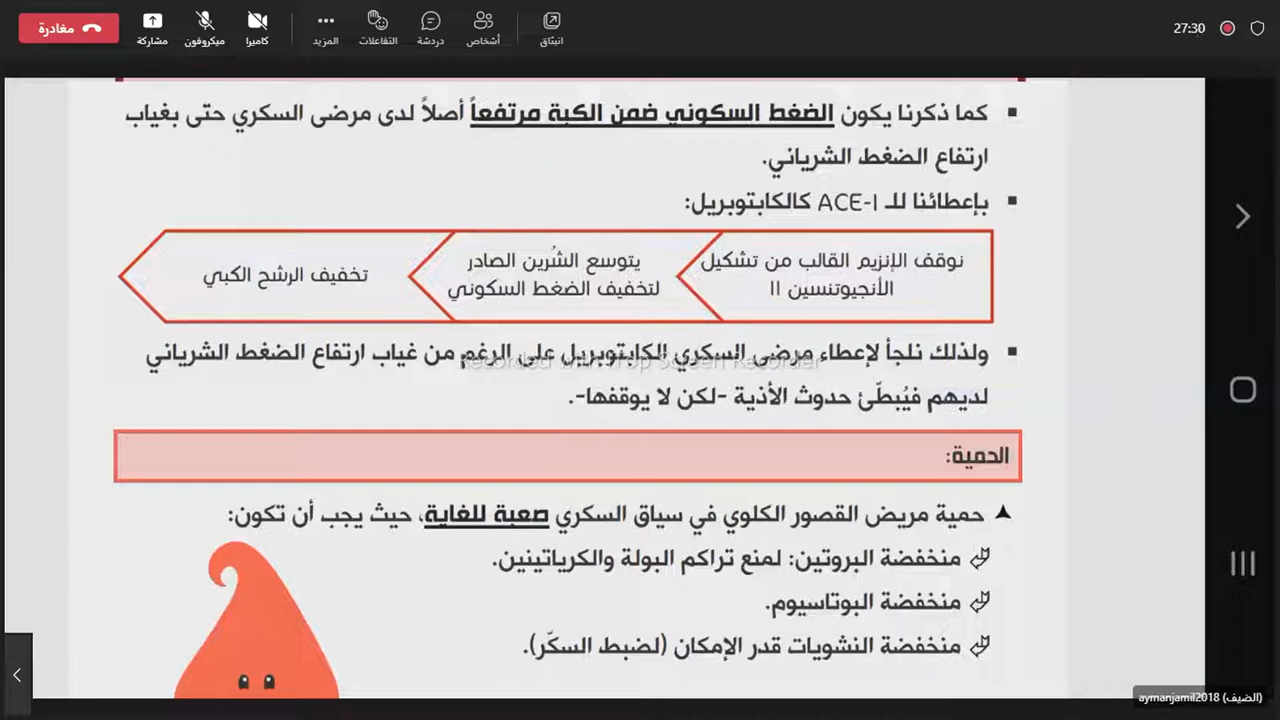 مغادرة
مشاركة
ميكروفون
كاميرا
المزيد
التفاعلات
دردشة
أشخاص
انبثاق
27:30
كما ذكرنا يكون الضغط السكوني ضمن الكبة مرتفعاً أصلاً لدى مرضى السكري حتى بغياب
ارتفاع الضغط الشرياني.
بإعطائنا للـ ACE-I كالكابتوبريل:
نوقف الإنزيم القالب من تشكيل
الأنجيوتنسين II
يتوسع الشُرين الصادر
لتخفيف الضغط السكوني
تخفيف الرشح الكبي
ولذلك نلجأ لإعطاء مرضى السكري الكابتوبريل على الرغم من غياب ارتفاع الضغط الشرياني
Recorded with iTop Screen Recorder
لديهم فيُبطّئ حدوث الأذية -لكن لا يوقفها-.
الحمية:
حمية مريض القصور الكلوي في سياق السكري صعبة للغاية، حيث يجب أن تكون:
منخفضة البروتين: لمنع تراكم البولة والكرياتينين.
منخفضة البوتاسيوم.
منخفضة النشويات قدر الإمكان (لضبط السكّر).
aymanjamil2018 (الضيف)